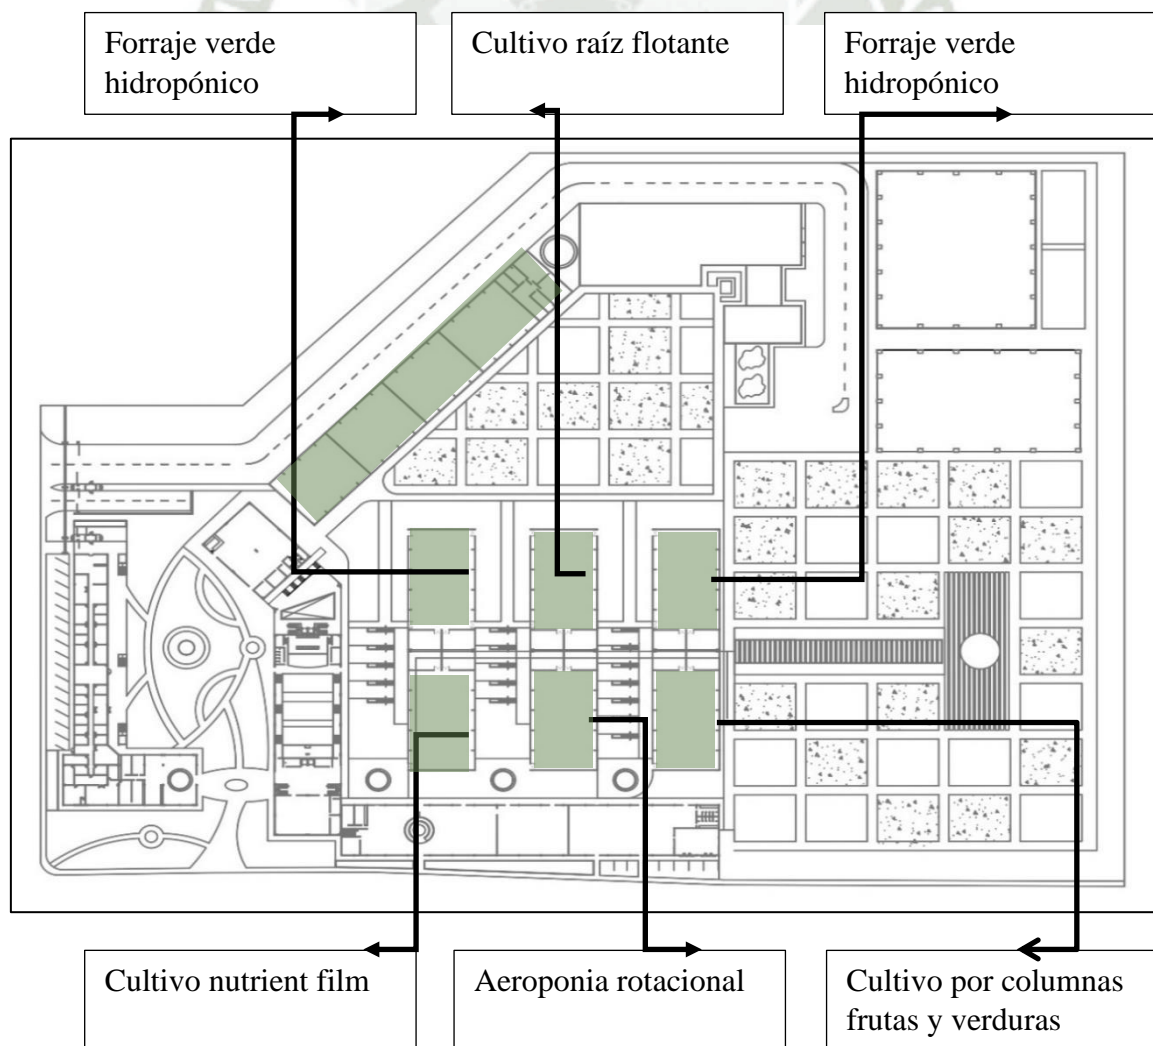 Forraje verde
hidropónico
Cultivo raíz flotante
Forraje verde
hidropónico
Cultivo nutrient film
Aeroponia rotacional
Cultivo por columnas
frutas y verduras